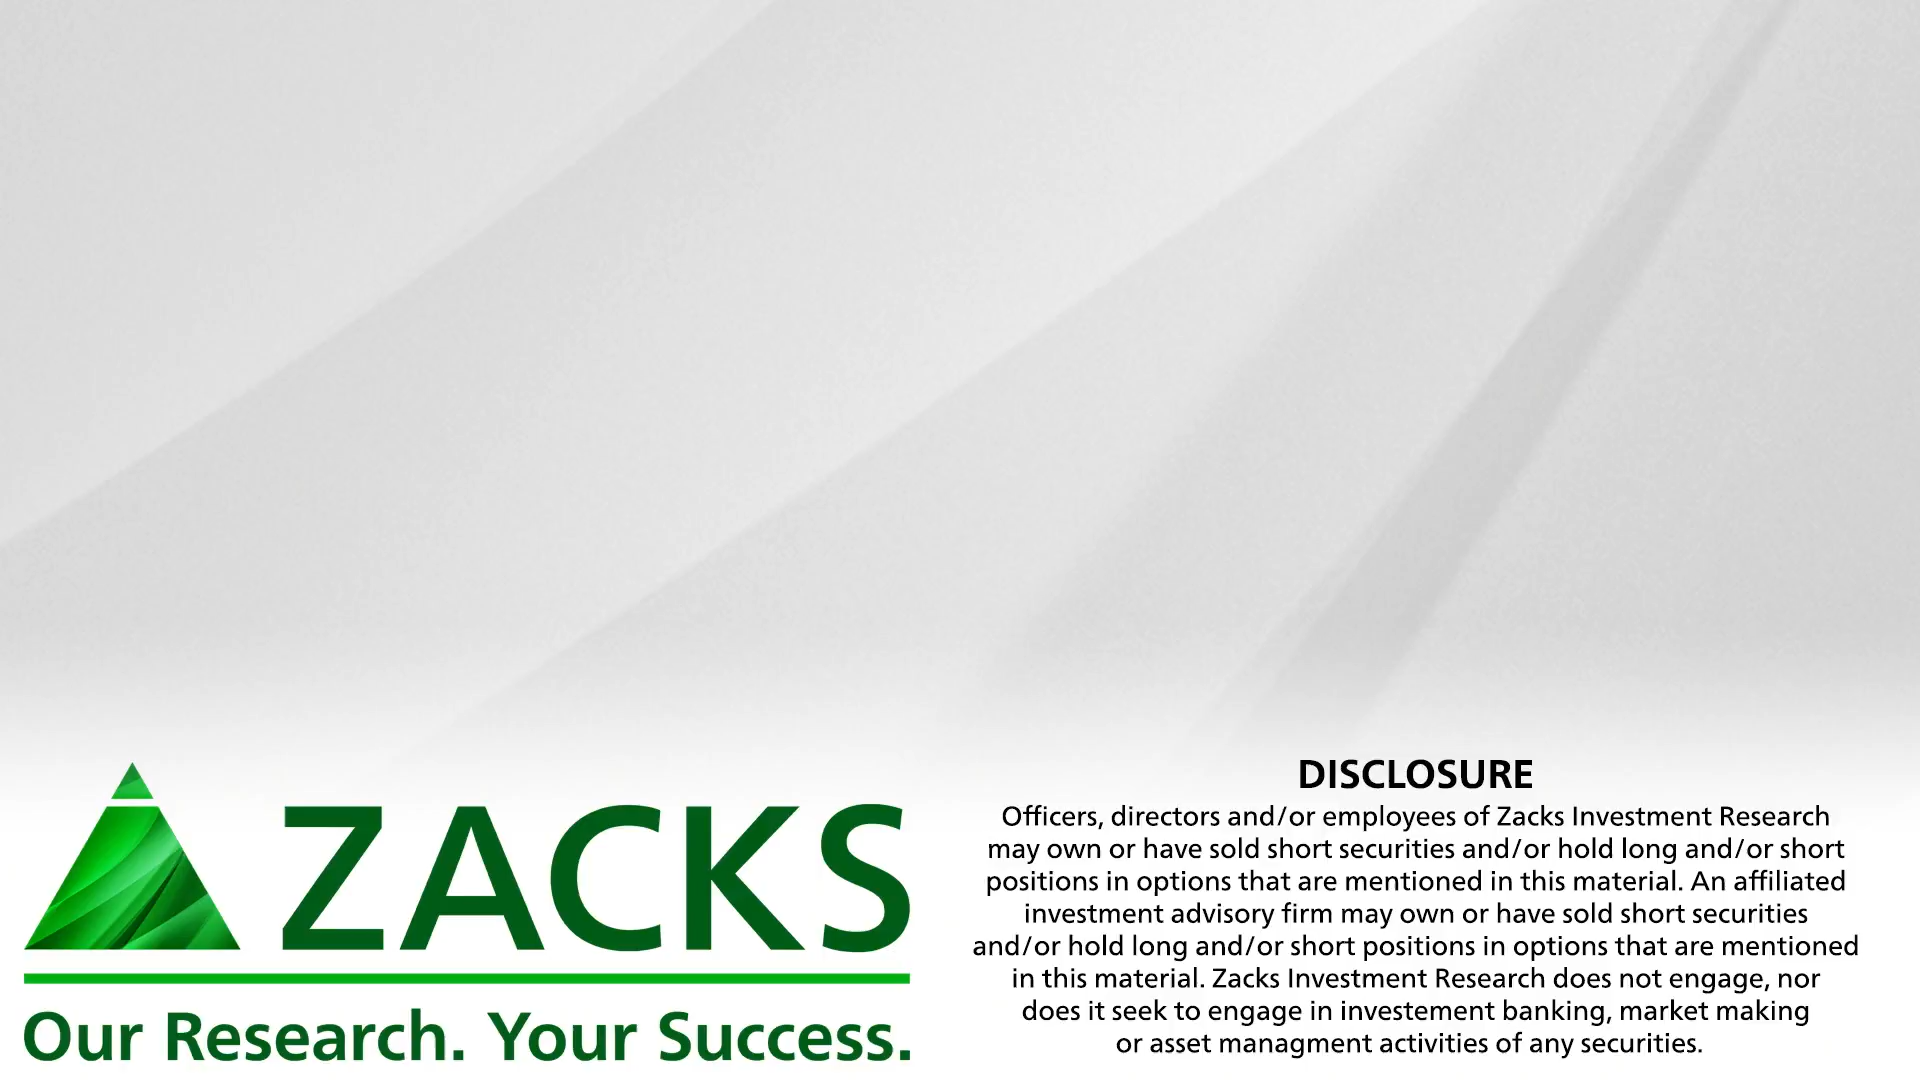 ZACKS
Our Research. Your Success.
DISCLOSURE
Officers, directors and/or employees of Zacks Investment Research
may own or have sold short securities and/or hold long and/or short
positions in options that are mentioned in this material. An affiliated
investment advisory firm may own or have sold short securities
and/or hold long and/or short positions in options that are mentioned
in this material. Zacks Investment Research does not engage, nor
does it seek to engage in investement banking, market making
or asset managment activities of any securities.